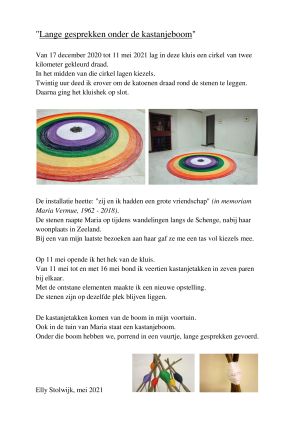 "Lange gesprekken onder de kastanjeboom"
Van 17 december 2020 tot 11 mei 2021 lag in deze kluis een cirkel van twee
kilometer gekleurd draad.
In het midden van die cirkel lagen kiezels.
Twintig uur deed ik erover om de katoenen draad rond de stenen te leggen.
Daarna ging het kluishek op slot.
De installatie heette: "zij en ik hadden een grote vriendschap" (in memoriam
Maria Vermue, 1962 - 2018).
De stenen raapte Maria op tijdens wandelingen langs de Schenge, nabij haar
woonplaats in Zeeland.
Bij een van mijn laatste bezoeken aan haar gaf ze me een tas vol kiezels mee.
Op 11 mei opende ik het hek van de kluis.
Van 11 mei tot en met 16 mei bond ik veertien kastanjetakken in zeven paren
bij elkaar.
Met de ontstane elementen maakte ik een nieuwe opstelling.
De stenen zijn op dezelfde plek blijven liggen.
De kastanjetakken komen van de boom in mijn voortuin.
Ook in de tuin van Maria staat een kastanjeboom.
Onder die boom hebben we, porrend in een vuurtje, lange gesprekken gevoerd.
Elly Stolwijk, mei 2021